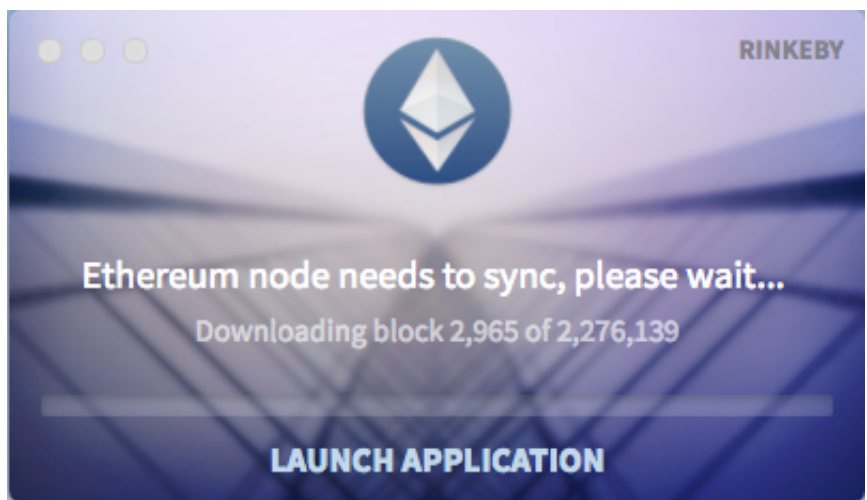 RINKEBY
Ethereum node needs to sync, please wait...
Downloading block 2,965 of 2,276,139
LAUNCH APPLICATION